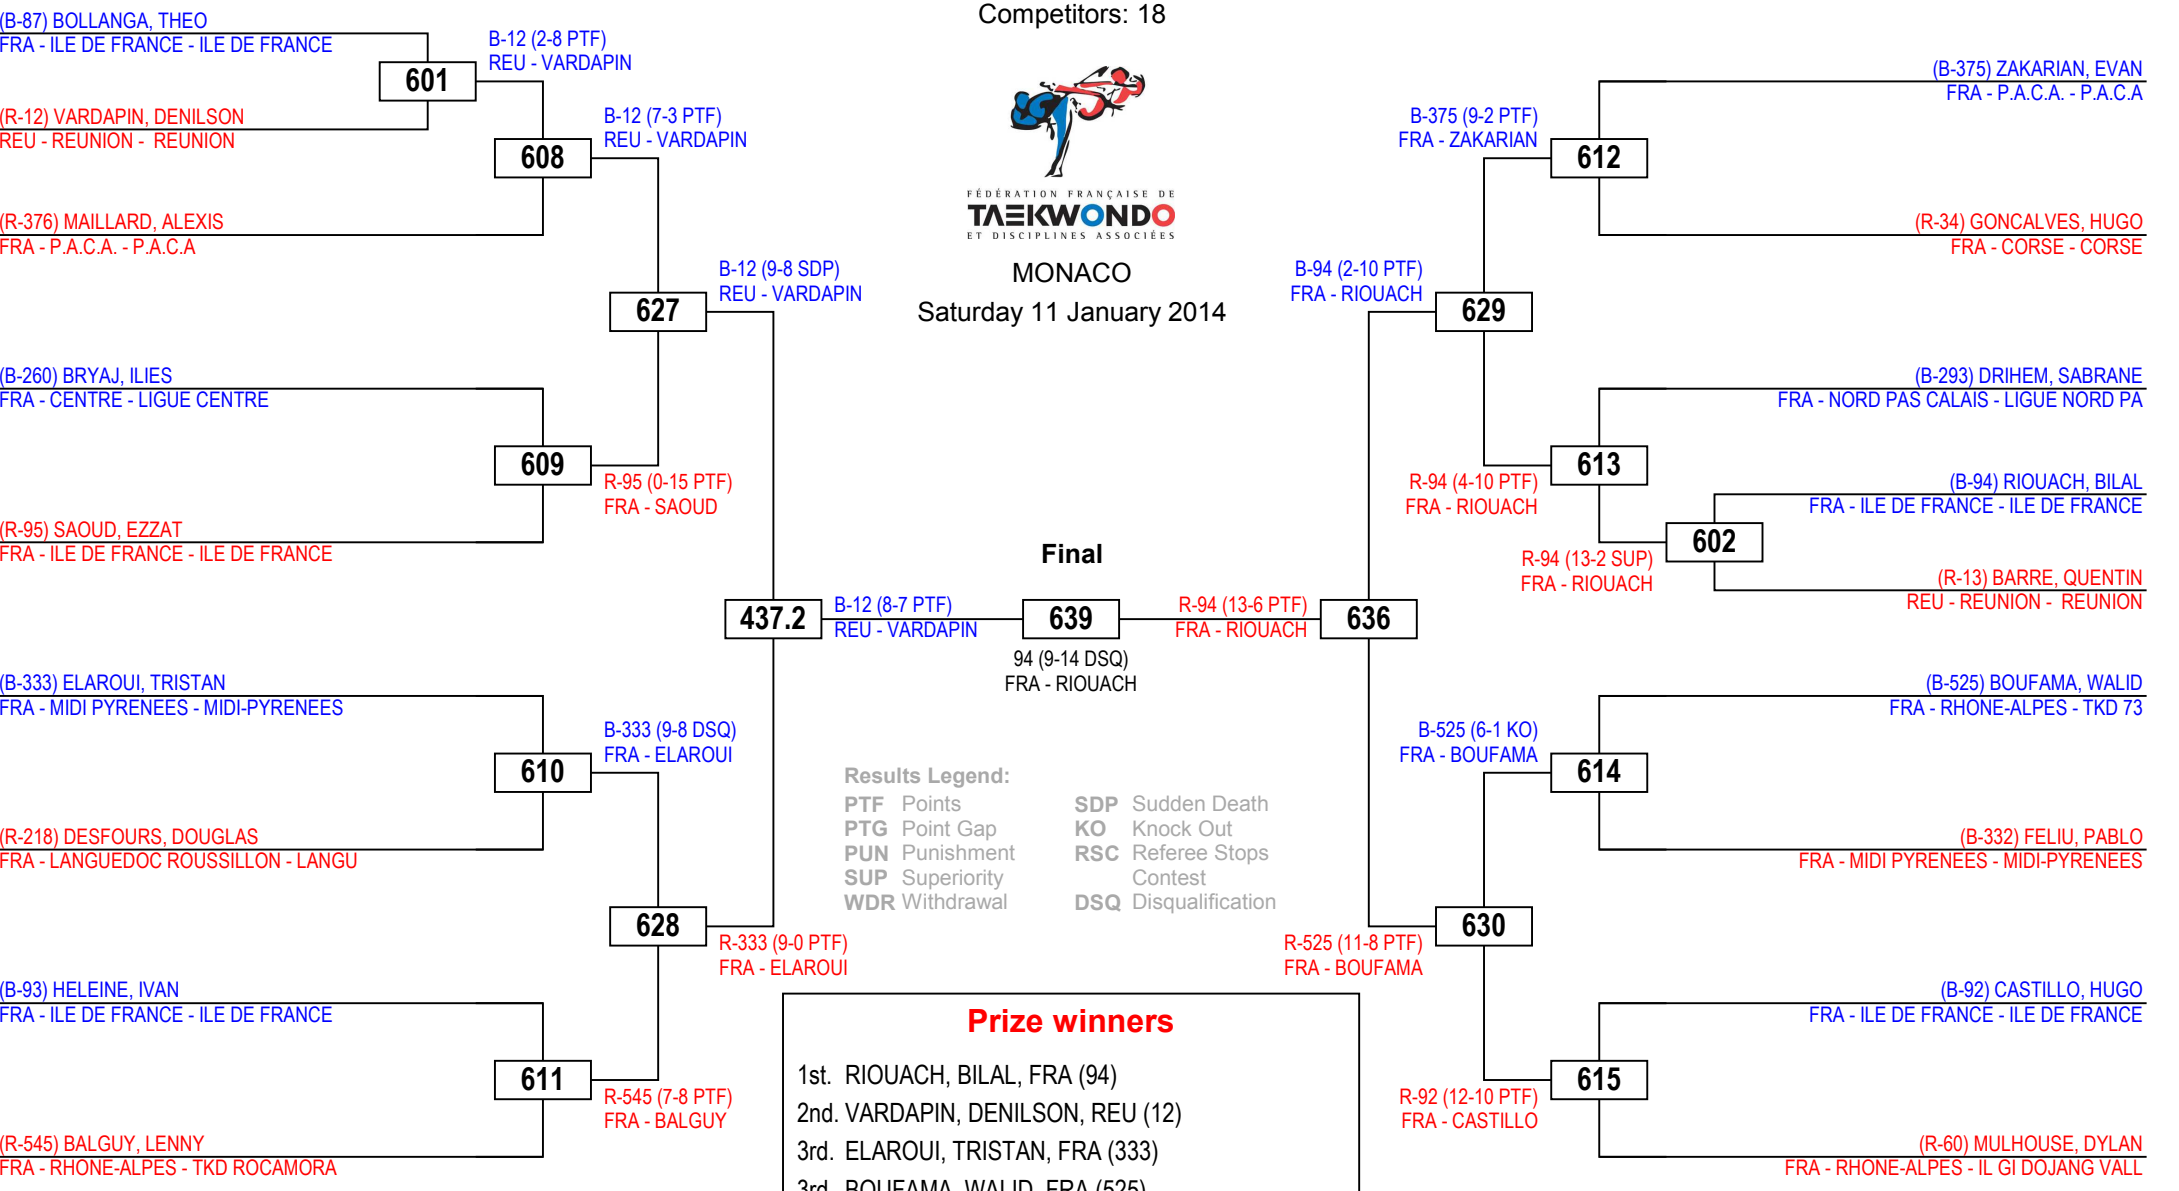 Competitors: 18
FÉDÉRATION FRANÇAISE DE
TAEKWONDO
ET DISCIPLINES ASSOCIÉES
MONACO
Saturday 11 January 2014
(B-87) BOLLANGA, THEO
FRA - ILE DE FRANCE - ILE DE FRANCE
601
B-12 (2-8 PTF)
REU - VARDAPIN
(R-12) VARDAPIN, DENILSON
REU - REUNION - REUNION
608
B-12 (7-3 PTF)
REU - VARDAPIN
(R-376) MAILLARD, ALEXIS
FRA - P.A.C.A. - P.A.C.A
627
B-12 (9-8 SDP)
REU - VARDAPIN
(B-260) BRYAJ, ILIES
FRA - CENTRE - LIGUE CENTRE
609
R-95 (0-15 PTF)
FRA - SAOUD
(R-95) SAOUD, EZZAT
FRA - ILE DE FRANCE - ILE DE FRANCE
437.2
B-12 (8-7 PTF)
REU - VARDAPIN
(B-333) ELAROUI, TRISTAN
FRA - MIDI PYRENEES - MIDI-PYRENEES
610
B-333 (9-8 DSQ)
FRA - ELAROUI
(R-218) DESFOURS, DOUGLAS
FRA - LANGUEDOC ROUSSILLON - LANGU
628
R-333 (9-0 PTF)
FRA - ELAROUI
(B-93) HELEINE, IVAN
FRA - ILE DE FRANCE - ILE DE FRANCE
611
R-545 (7-8 PTF)
FRA - BALGUY
(R-545) BALGUY, LENNY
FRA - RHONE-ALPES - TKD ROCAMORA
Final
639
94 (9-14 DSQ)
FRA - RIOUACH
(B-375) ZAKARIAN, EVAN
FRA - P.A.C.A. - P.A.C.A
B-375 (9-2 PTF)
FRA - ZAKARIAN
612
(R-34) GONCALVES, HUGO
FRA - CORSE - CORSE
B-94 (2-10 PTF)
FRA - RIOUACH
629
(B-293) DRIHEM, SABRANE
FRA - NORD PAS CALAIS - LIGUE NORD PA
613
R-94 (4-10 PTF)
FRA - RIOUACH
(B-94) RIOUACH, BILAL
FRA - ILE DE FRANCE - ILE DE FRANCE
602
R-94 (13-2 SUP)
FRA - RIOUACH
(R-13) BARRE, QUENTIN
REU - REUNION - REUNION
R-94 (13-6 PTF)
FRA - RIOUACH
636
(B-525) BOUFAMA, WALID
FRA - RHONE-ALPES - TKD 73
B-525 (6-1 KO)
FRA - BOUFAMA
614
(B-332) FELIU, PABLO
FRA - MIDI PYRENEES - MIDI-PYRENEES
630
R-525 (11-8 PTF)
FRA - BOUFAMA
(B-92) CASTILLO, HUGO
FRA - ILE DE FRANCE - ILE DE FRANCE
615
R-92 (12-10 PTF)
FRA - CASTILLO
(R-60) MULHOUSE, DYLAN
FRA - RHONE-ALPES - IL GI DOJANG VALL
Results Legend:
PTF Points SDP Sudden Death
PTG Point Gap KO Knock Out
PUN Punishment RSC Referee Stops
SUP Superiority Contest
WDR Withdrawal DSQ Disqualification
Prize winners
1st. RIOUACH, BILAL, FRA (94)
2nd. VARDAPIN, DENILSON, REU (12)
3rd. ELAROUI, TRISTAN, FRA (333)
3rd. BOUFAMA, WALID, FRA (525)